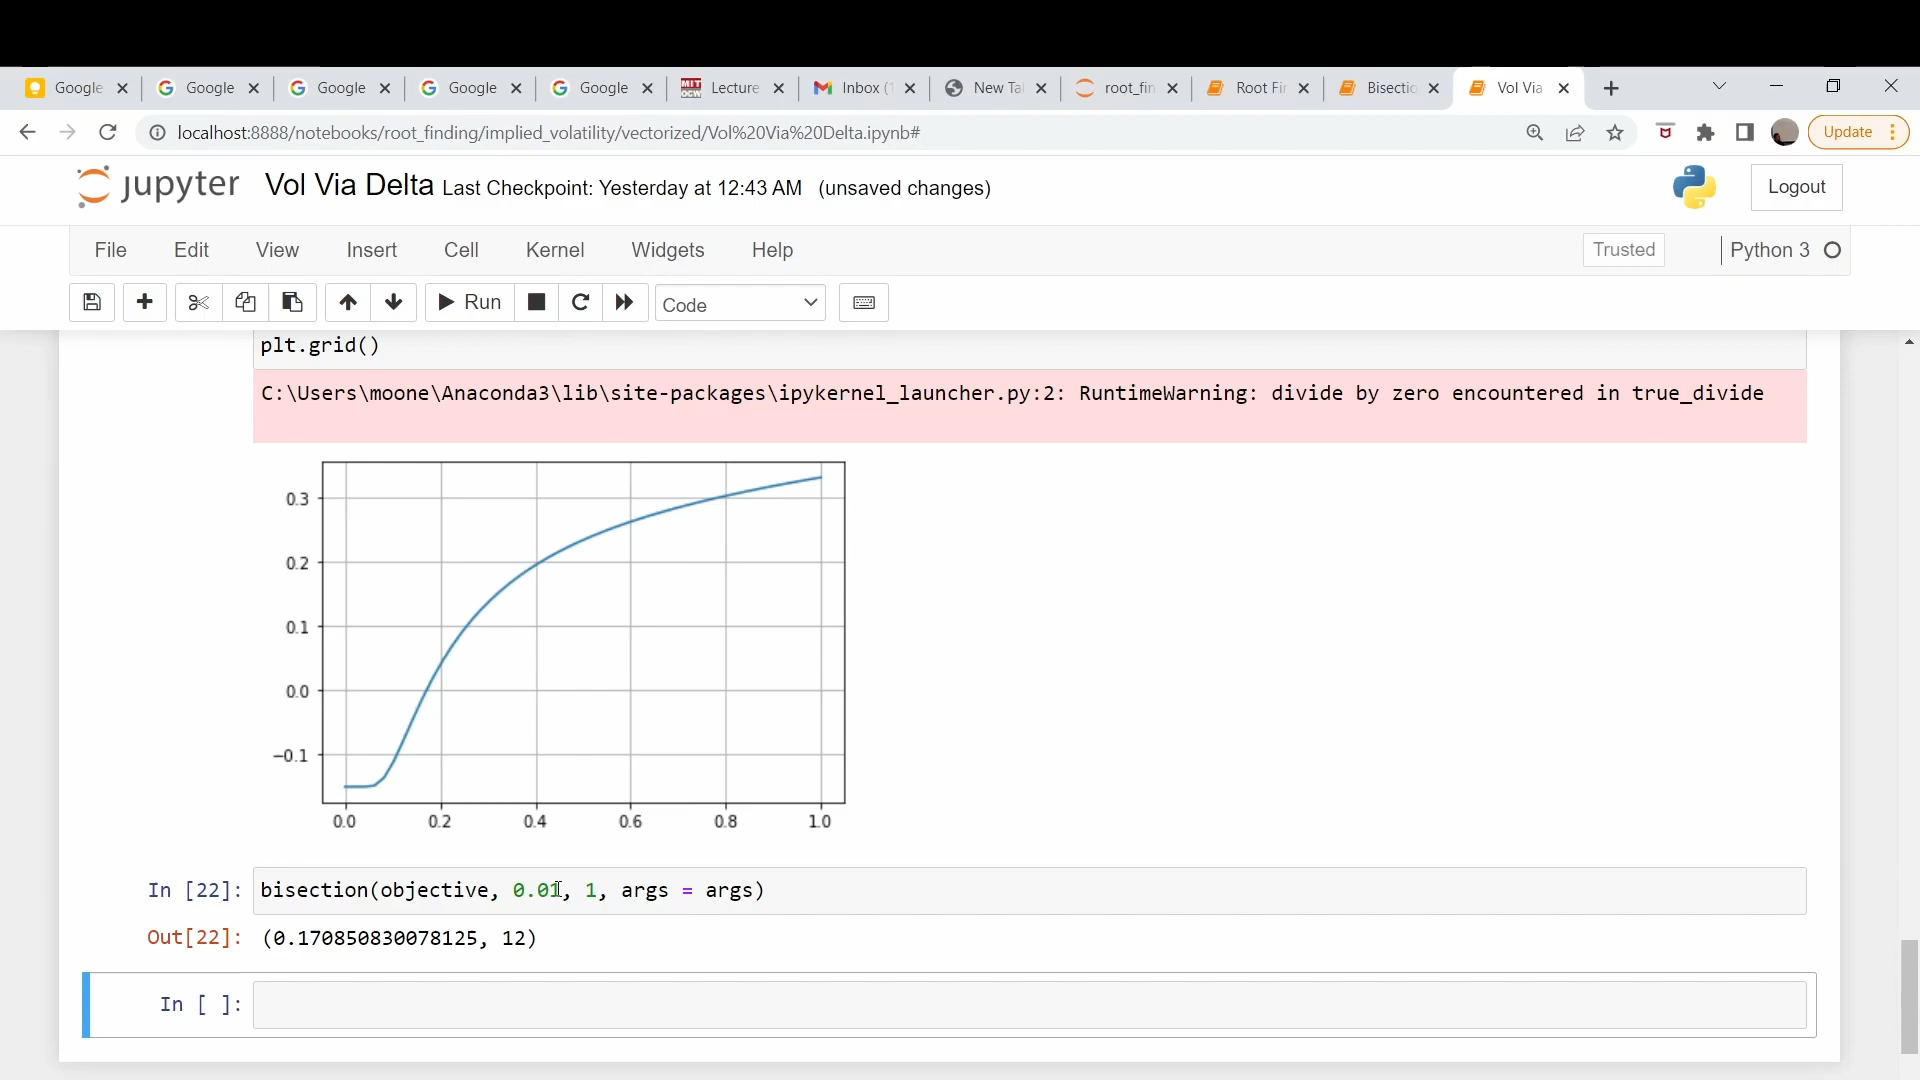 Google
Google
Google
Google
Google
MIT OCW Lecture
Inbox (1
New Ta
root_fin
Root Fi
Bisectio
Vol Via
localhost:8888/notebooks/root_finding/implied_volatility/vectorized/Vol%20Via%20Delta.ipynb#
Update
jupyter Vol Via Delta Last Checkpoint: Yesterday at 12:43 AM (unsaved changes)
Logout
File Edit View Insert Cell Kernel Widgets Help
Trusted
Python 3
Run
Code
plt.grid()
C:\Users\moone\Anaconda3\lib\site-packages\ipykernel_launcher.py:2: RuntimeWarning: divide by zero encountered in true_divide
0.3
0.2
0.1
0.0
−0.1
0.0 0.2 0.4 0.6 0.8 1.0
In [22]: bisection(objective, 0.01, 1, args = args)
Out[22]: (0.170850830078125, 12)
In [ ]: